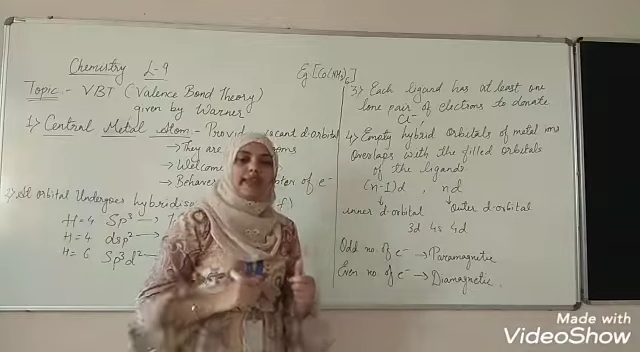 Chemistry L-9
Topic:- VBT (Valence Bond Theory)
given by Warner
1) Central Metal Atom:- Provid vacant d-orbital
→ They are
→ Welcome
→ Behaves of e⁻
orbital Undergoes hybridisa
H=4 Sp³ →
H=4 dsp² →
H=6 Sp³d² →
Eg [Co(NH₃)₆]
3) Each ligand has at least one
lone pair of electrons to donate
Cl⁻,
4) Empty hybrid Orbitals of metal ions
overlaps with the filled orbitals
of the ligands.
(n-1)d , nd
inner d-orbital outer d-orbital
3d 4s 4d
Odd no. of e⁻ → Paramagnetic
Even no. of e⁻ → Diamagnetic.
Made with
VideoShow